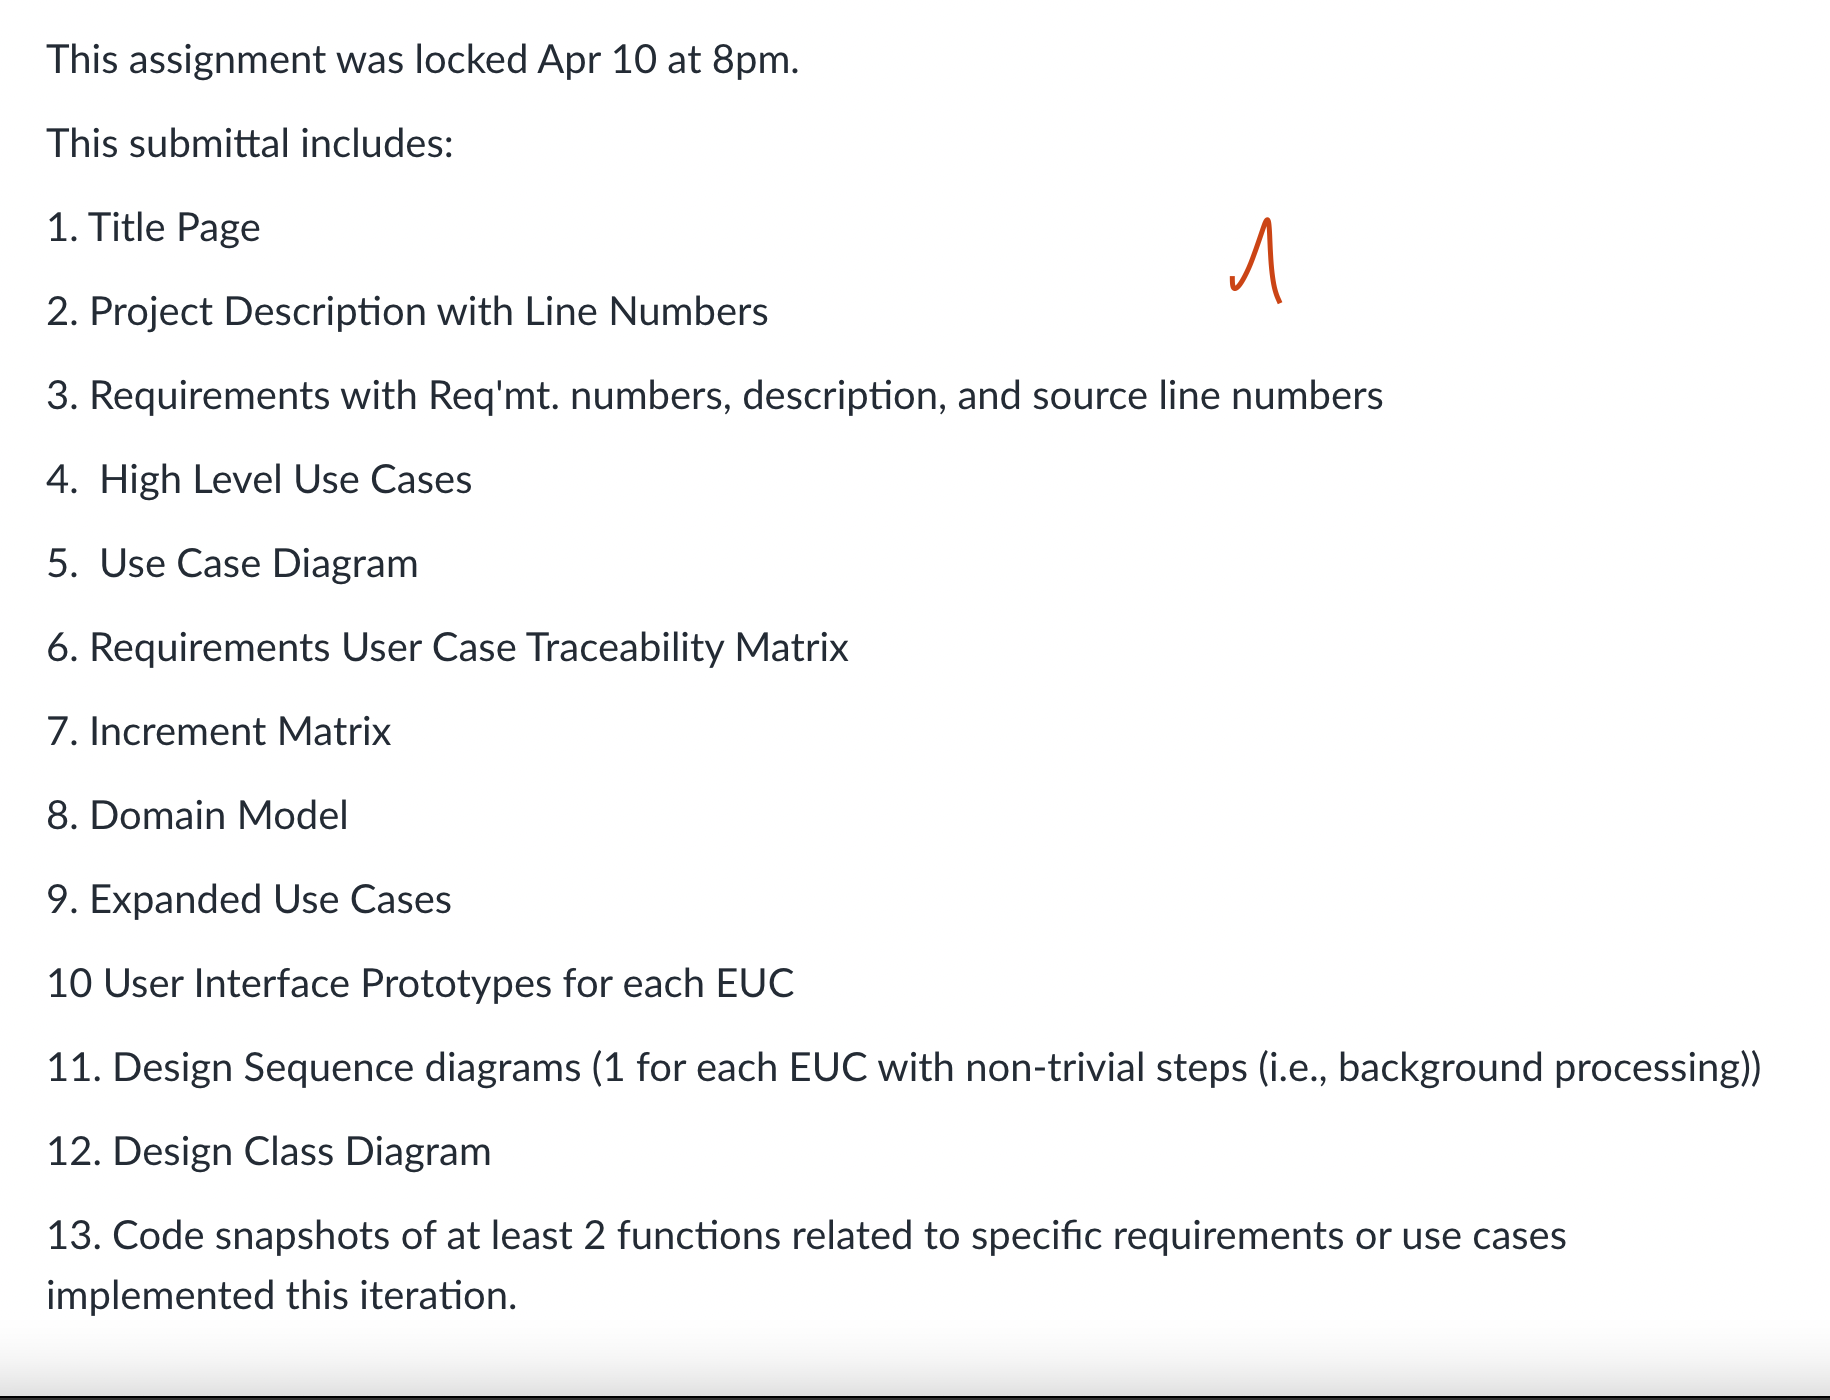 This assignment was locked Apr 10 at 8pm.
This submittal includes:
1. Title Page
2. Project Description with Line Numbers
3. Requirements with Req'mt. numbers, description, and source line numbers
4.  High Level Use Cases
5.  Use Case Diagram
6. Requirements User Case Traceability Matrix
7. Increment Matrix
8. Domain Model
9. Expanded Use Cases
10 User Interface Prototypes for each EUC
11. Design Sequence diagrams (1 for each EUC with non-trivial steps (i.e., background processing))
12. Design Class Diagram
13. Code snapshots of at least 2 functions related to specific requirements or use cases
implemented this iteration.